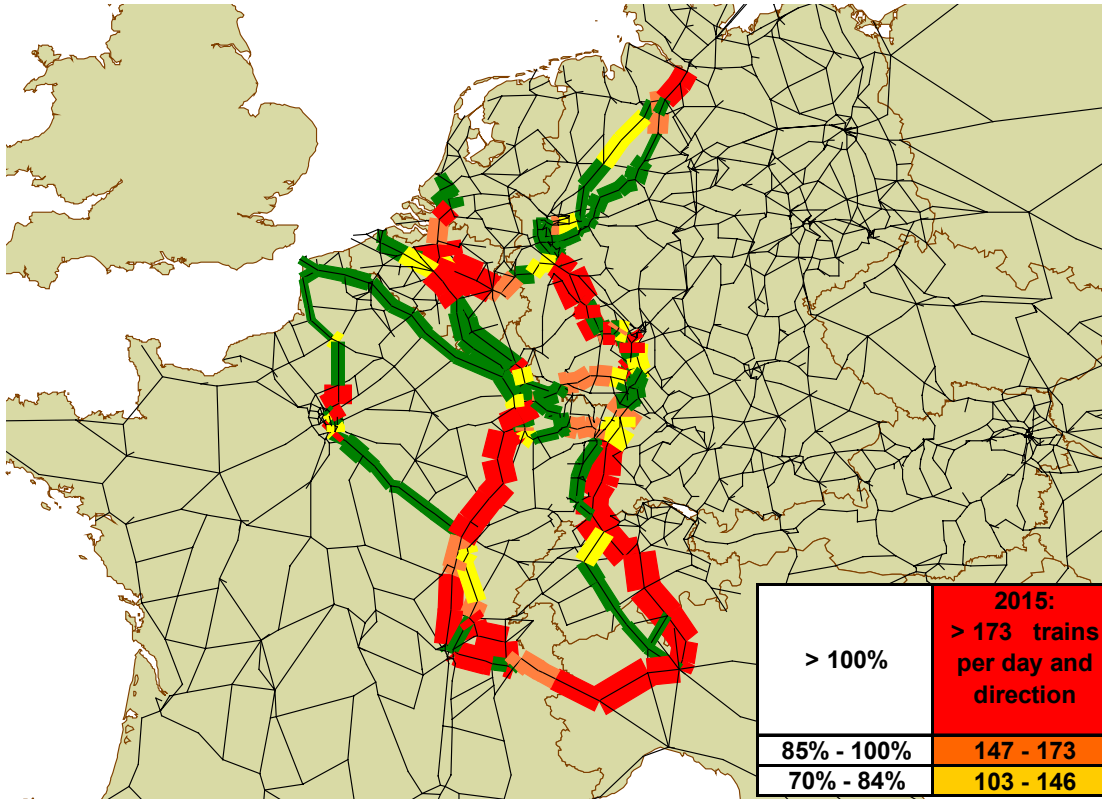 2015:
> 173 trains
per day and
direction
> 100%
85% - 100% 147 - 173
70% - 84% 103 - 146